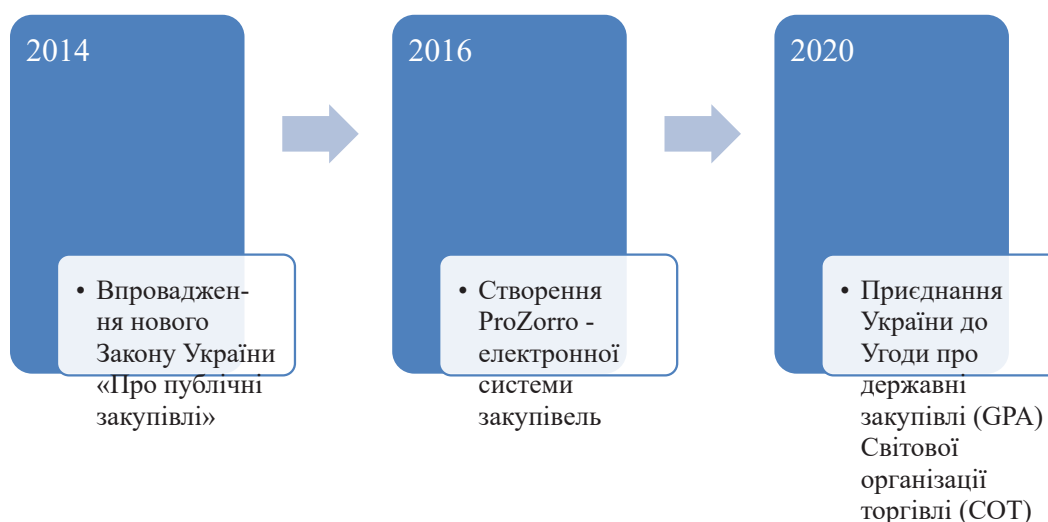 2014
• Впроваджен-
ня нового
Закону України
«Про публічні
закупівлі»
2016
• Створення
ProZorro -
електронної
системи
закупівель
2020
• Приєднання
України до
Угоди про
державні
закупівлі (GPA)
Світової
організації
торгівлі (СОТ)